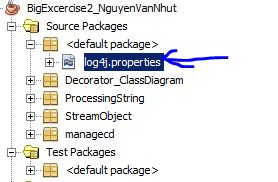 BigExcercise2_NguyenVanNhut
Source Packages
<default package>
log4j.properties
Decorator_ClassDiagram
ProcessingString
StreamObject
managecd
Test Packages
<default package>